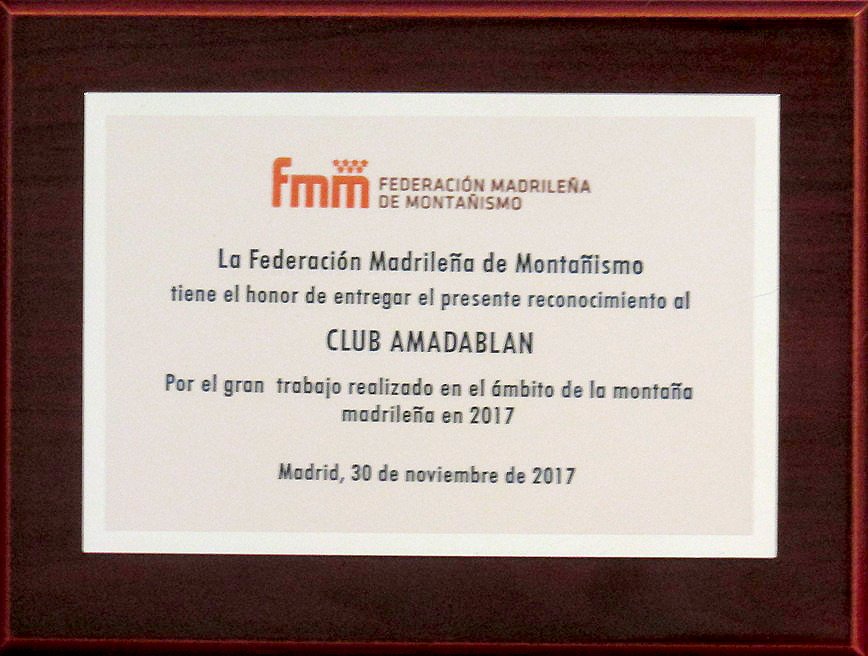 fmm FEDERACIÓN MADRILEÑA
DE MONTAÑISMO
La Federación Madrileña de Montañismo
tiene el honor de entregar el presente reconocimiento al
CLUB AMADABLAN
Por el gran trabajo realizado en el ámbito de la montaña
madrileña en 2017
Madrid, 30 de noviembre de 2017